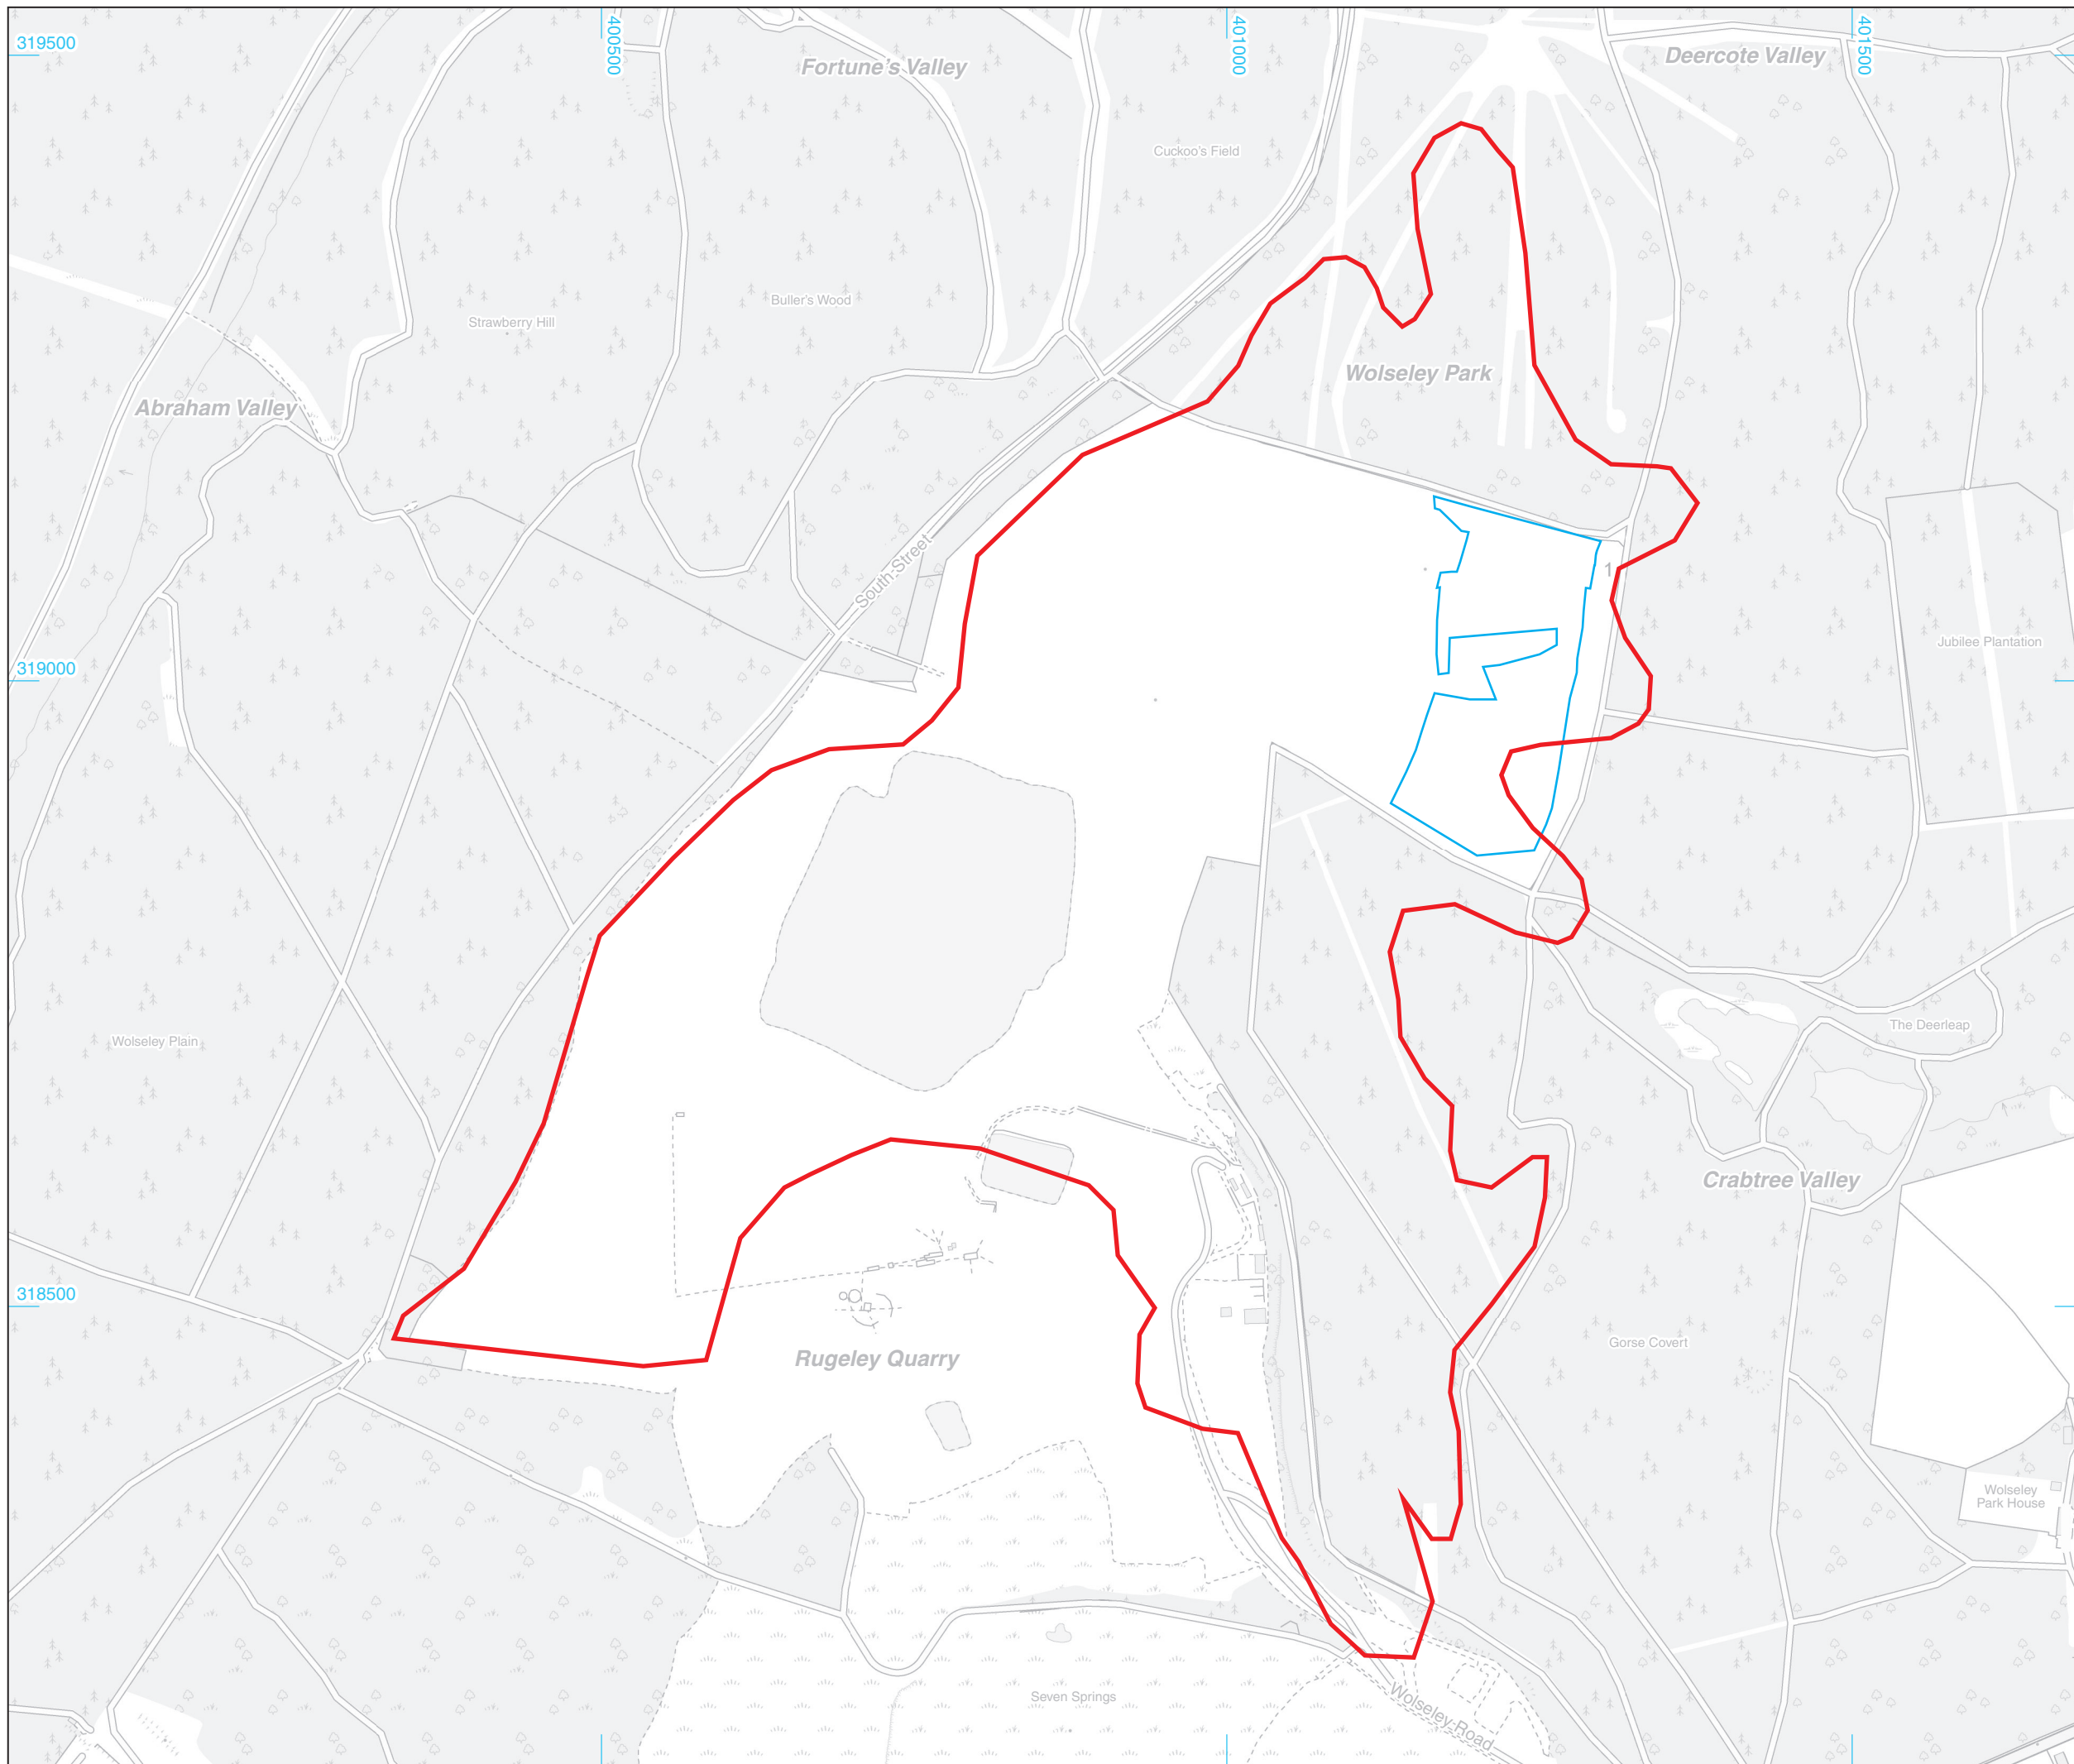 319500
400500
Fortune's Valley
401000
Deercote Valley
401500
Cuckoo's Field
Buller's Wood
Strawberry Hill
Wolseley Park
Abraham Valley
South Street
1
Jubilee Plantation
319000
The Deerleap
Wolseley Plain
Crabtree Valley
318500
Gorse Covert
Rugeley Quarry
Wolseley
Park House
Seven Springs
Wolseley Road